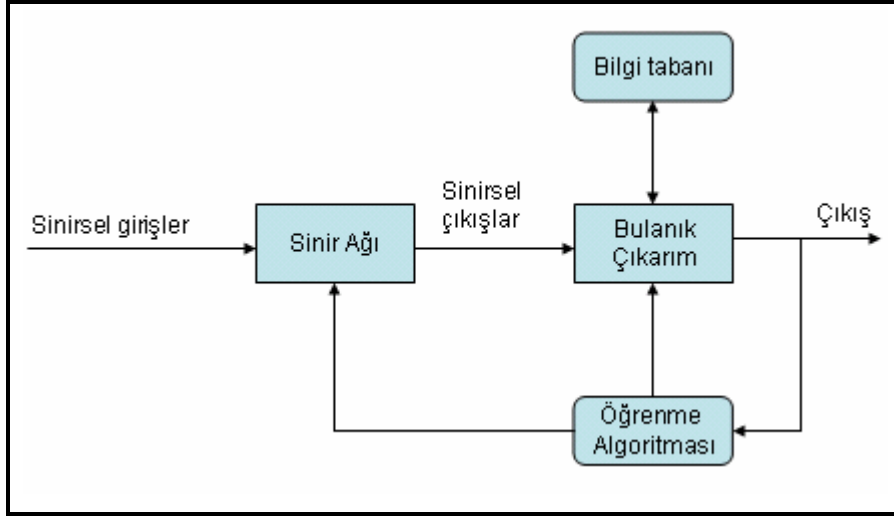 Bilgi tabanı
Sinirsel girişler
Sinir Ağı
Sinirsel
çıkışlar
Bulanık
Çıkarım
Çıkış
Öğrenme
Algoritması